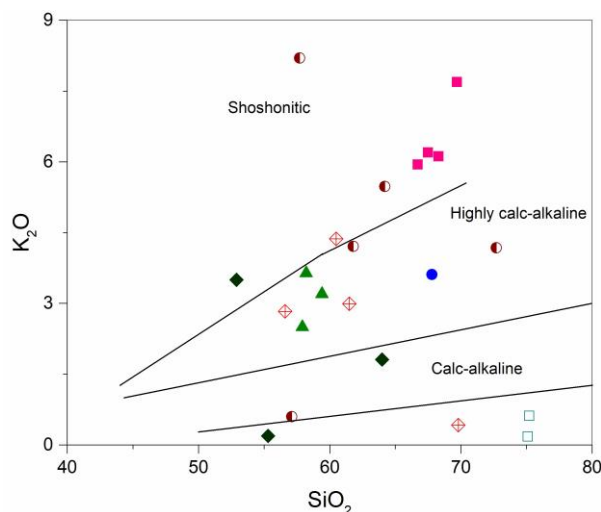 9
Shoshonitic
6
Highly calc-alkaline
K₂O
3
Calc-alkaline
0
40 50 60 70 80
SiO₂